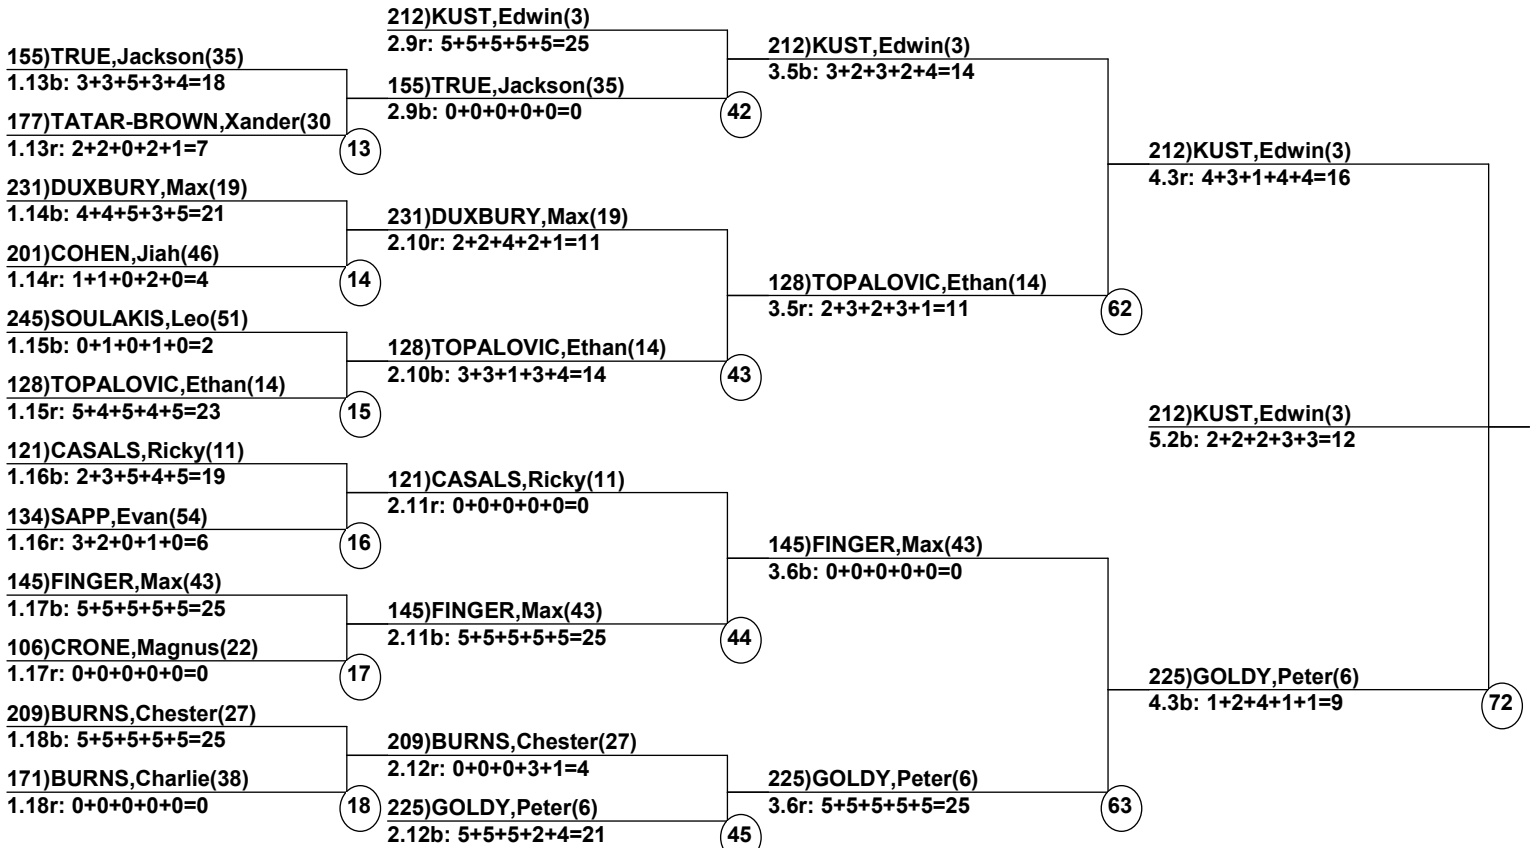 155)TRUE,Jackson(35)
1.13b: 3+3+5+3+4=18
177)TATAR-BROWN,Xander(30
1.13r: 2+2+0+2+1=7
13
231)DUXBURY,Max(19)
1.14b: 4+4+5+3+5=21
201)COHEN,Jiah(46)
1.14r: 1+1+0+2+0=4
14
245)SOULAKIS,Leo(51)
1.15b: 0+1+0+1+0=2
128)TOPALOVIC,Ethan(14)
1.15r: 5+4+5+4+5=23
15
121)CASALS,Ricky(11)
1.16b: 2+3+5+4+5=19
134)SAPP,Evan(54)
1.16r: 3+2+0+1+0=6
16
145)FINGER,Max(43)
1.17b: 5+5+5+5+5=25
106)CRONE,Magnus(22)
1.17r: 0+0+0+0+0=0
17
209)BURNS,Chester(27)
1.18b: 5+5+5+5+5=25
171)BURNS,Charlie(38)
1.18r: 0+0+0+0+0=0
18
212)KUST,Edwin(3)
2.9r: 5+5+5+5+5=25
155)TRUE,Jackson(35)
2.9b: 0+0+0+0+0=0
42
231)DUXBURY,Max(19)
2.10r: 2+2+4+2+1=11
128)TOPALOVIC,Ethan(14)
2.10b: 3+3+1+3+4=14
43
121)CASALS,Ricky(11)
2.11r: 0+0+0+0+0=0
145)FINGER,Max(43)
2.11b: 5+5+5+5+5=25
44
209)BURNS,Chester(27)
2.12r: 0+0+0+3+1=4
225)GOLDY,Peter(6)
2.12b: 5+5+5+2+4=21
45
212)KUST,Edwin(3)
3.5b: 3+2+3+2+4=14
128)TOPALOVIC,Ethan(14)
3.5r: 2+3+2+3+1=11
62
145)FINGER,Max(43)
3.6b: 0+0+0+0+0=0
225)GOLDY,Peter(6)
3.6r: 5+5+5+5+5=25
63
212)KUST,Edwin(3)
4.3r: 4+3+1+4+4=16
212)KUST,Edwin(3)
5.2b: 2+2+2+3+3=12
225)GOLDY,Peter(6)
4.3b: 1+2+4+1+1=9
72